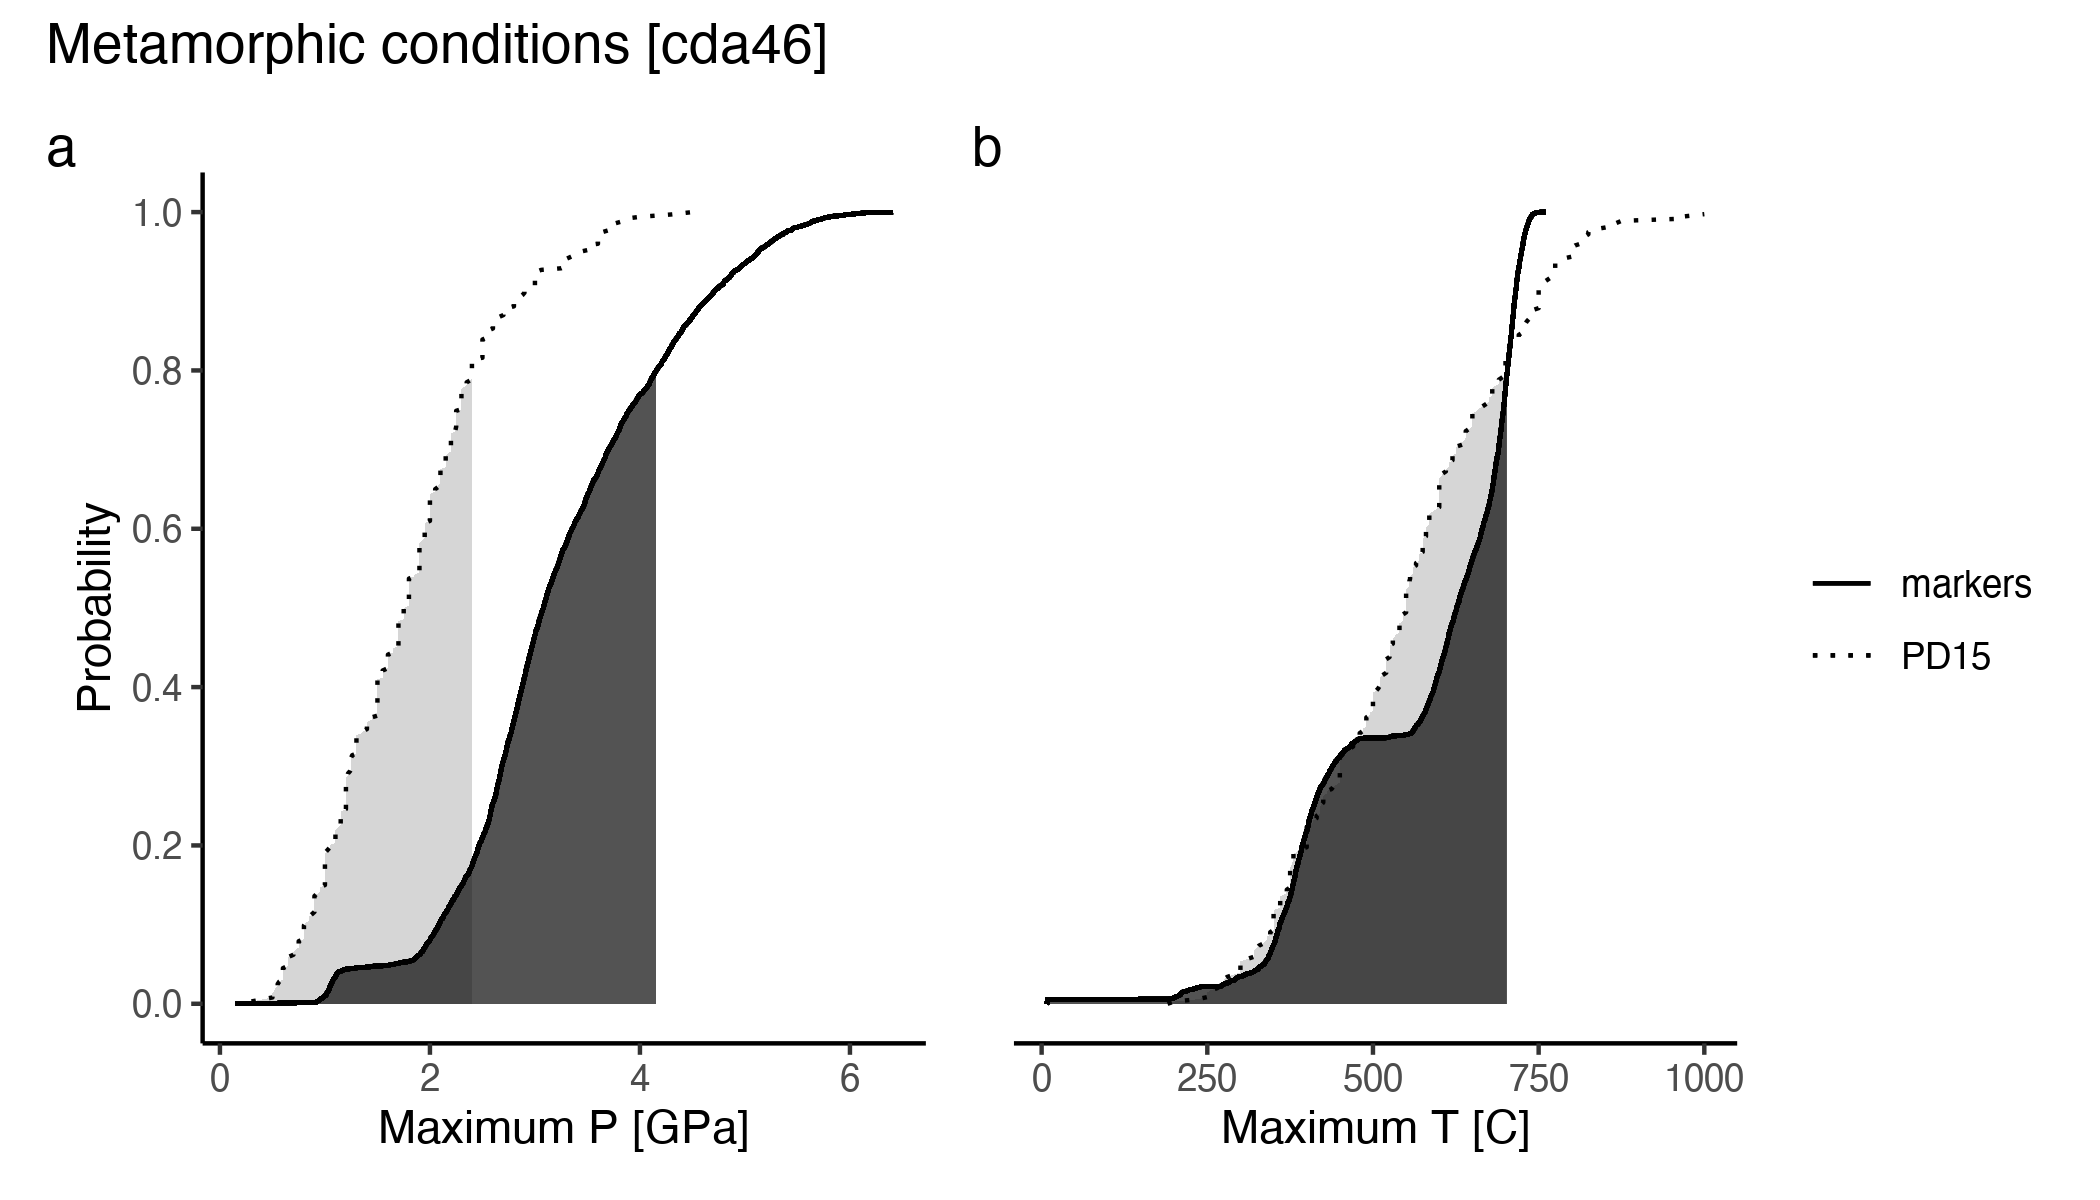 Metamorphic conditions [cda46]
a
b
1.0
0.8
0.6
0.4
0.2
0.0
Probability
0 2 4 6
Maximum P [GPa]
0 250 500 750 1000
Maximum T [C]
markers
PD15